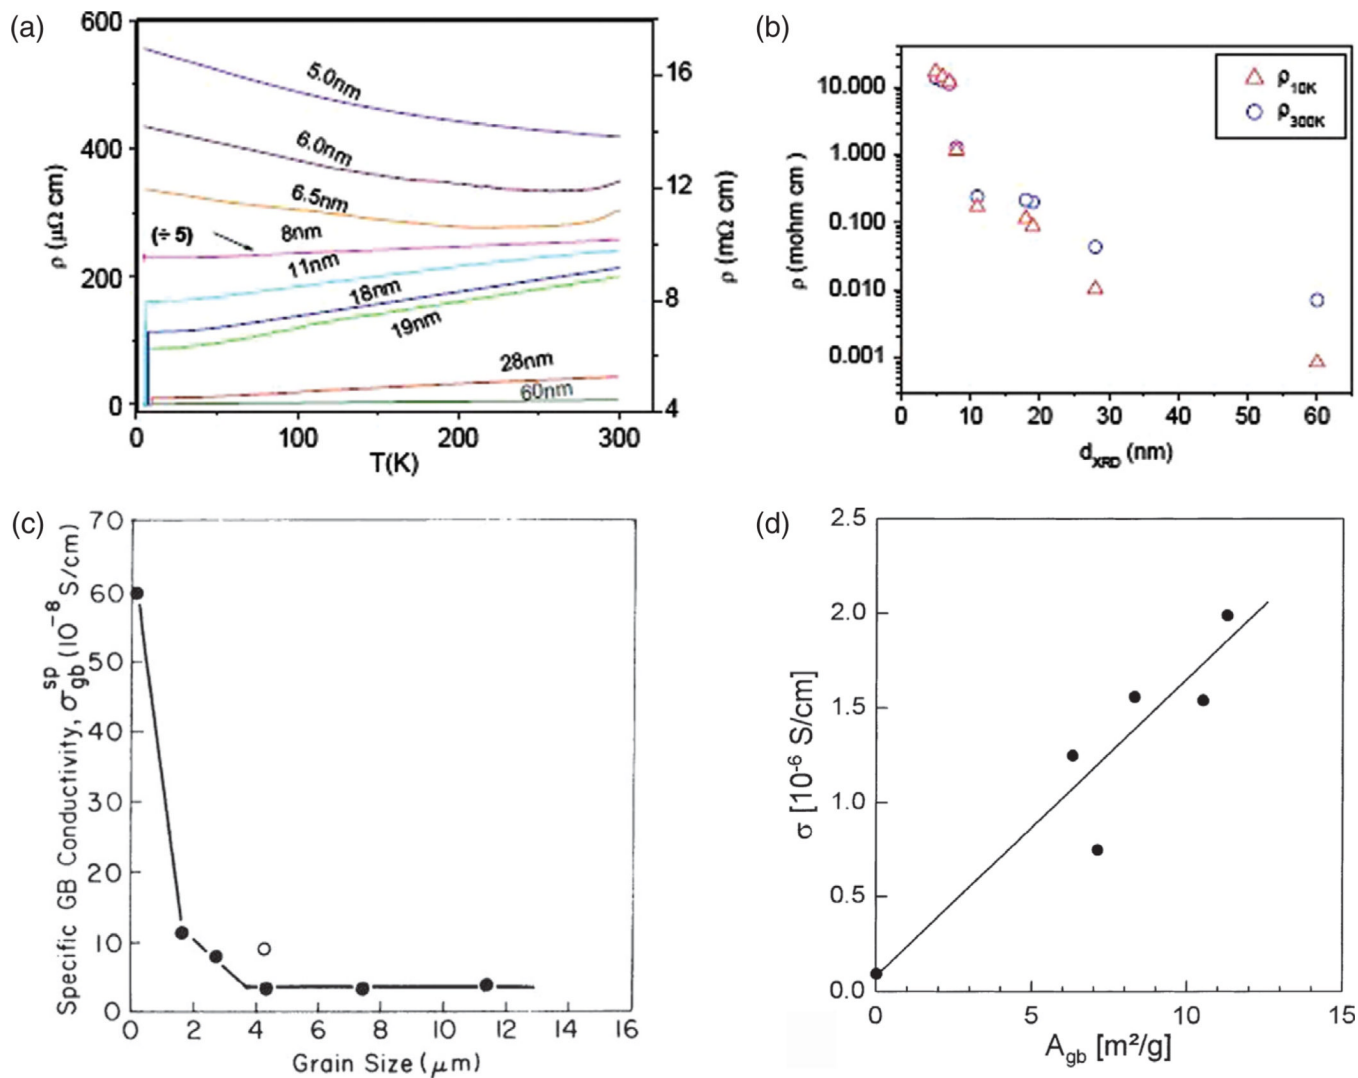 (a)
600
400
200
0
ρ (μΩ cm)
5.0nm
6.0nm
6.5nm
(÷ 5)
8nm
11nm
18nm
19nm
28nm
60nm
16
12
8
4
ρ (mΩ cm)
0
100
200
300
T(K)
(b)
10.000
1.000
0.100
0.010
0.001
ρ (mohm cm)
ρ10K
ρ300K
0
10
20
30
40
50
60
dXRD (nm)
(c)
70
60
50
40
30
20
10
0
Specific GB Conductivity, σgb^sp (10^-8 S/cm)
0
2
4
6
8
10
12
14
16
Grain Size (μm)
(d)
2.5
2.0
1.5
1.0
0.5
0.0
σ [10^-6 S/cm]
0
5
10
15
Agb [m²/g]